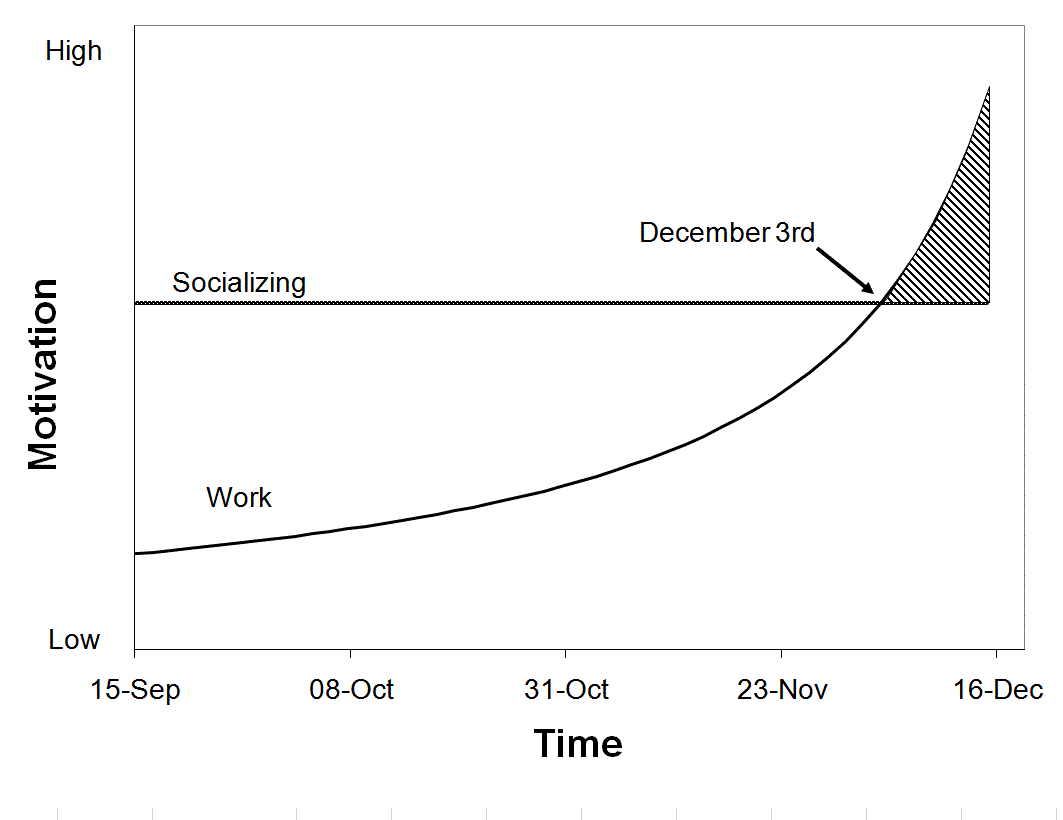 High
December 3rd
Socializing
Motivation
Work
Low
15-Sep
08-Oct
31-Oct
23-Nov
16-Dec
Time